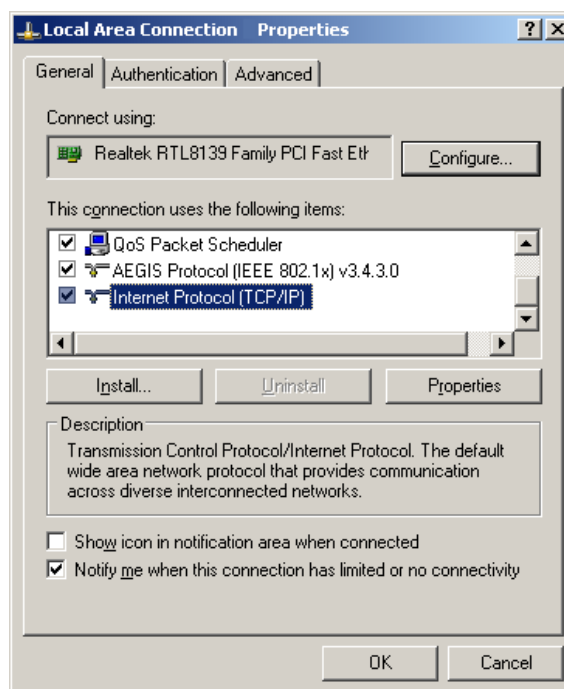 Local Area Connection Properties
General Authentication Advanced
Connect using:
Realtek RTL8139 Family PCI Fast Eth
Configure...
This connection uses the following items:
QoS Packet Scheduler
AEGIS Protocol (IEEE 802.1x) v3.4.3.0
Internet Protocol (TCP/IP)
Install... Uninstall Properties
Description
Transmission Control Protocol/Internet Protocol. The default
wide area network protocol that provides communication
across diverse interconnected networks.
Show icon in notification area when connected
Notify me when this connection has limited or no connectivity
OK Cancel